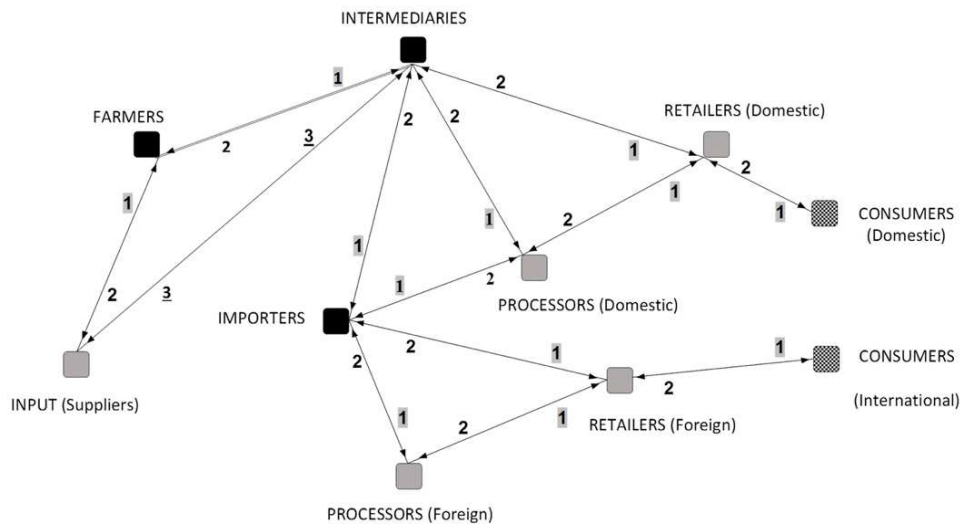 INTERMEDIARIES
1
2
FARMERS
2
2
2
RETAILERS (Domestic)
3
1
2
1
1
1
CONSUMERS
(Domestic)
1
1
2
2
3
1
2
PROCESSORS (Domestic)
IMPORTERS
2
1
1
CONSUMERS
INPUT (Suppliers)
2
2
(International)
1
2
1
RETAILERS (Foreign)
PROCESSORS (Foreign)